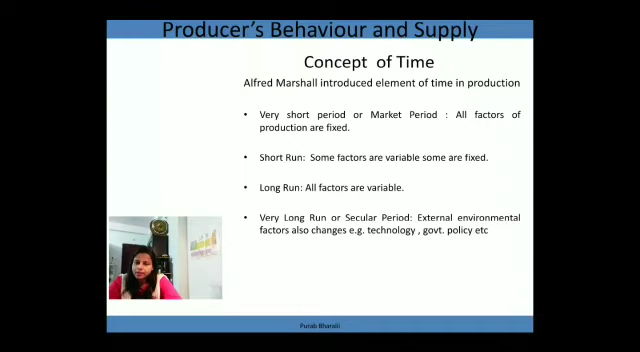 Producer's Behaviour and Supply
Concept of Time
Alfred Marshall introduced element of time in production
• Very short period or Market Period : All factors of
production are fixed.
• Short Run: Some factors are variable some are fixed.
• Long Run: All factors are variable.
• Very Long Run or Secular Period: External environmental
factors also changes e.g. technology , govt. policy etc
Purab Bharali